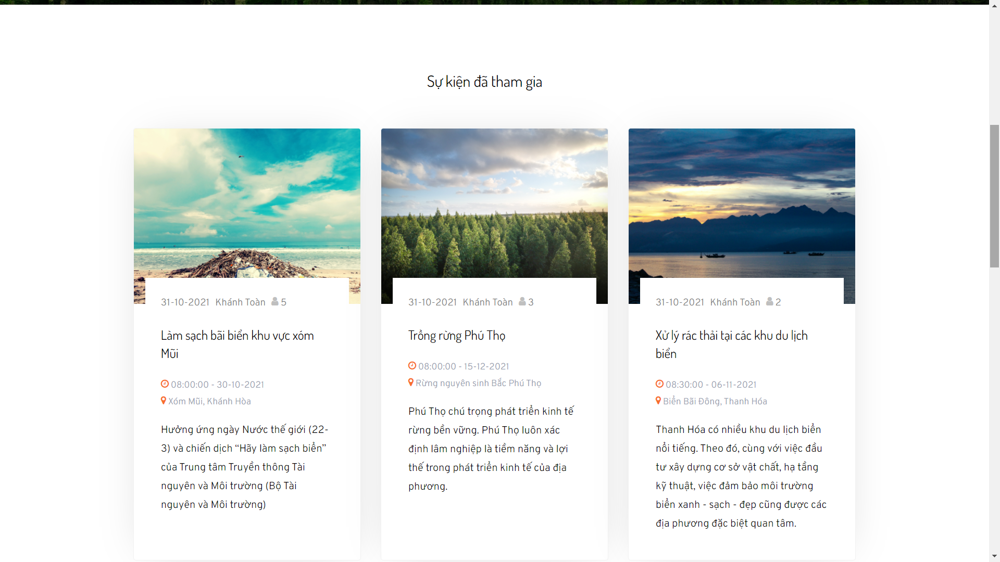 Sự kiện đã tham gia
31-10-2021 Khánh Toàn 5
Làm sạch bãi biển khu vực xóm
Mũi
08:00:00 - 30-10-2021
Xóm Mũi, Khánh Hòa
Hưởng ứng ngày Nước thế giới (22-
3) và chiến dịch “Hãy làm sạch biển”
của Trung tâm Truyền thông Tài
nguyên và Môi trường (Bộ Tài
nguyên và Môi trường)
31-10-2021 Khánh Toàn 3
Trồng rừng Phú Thọ
08:00:00 - 15-12-2021
Rừng nguyên sinh Bắc Phú Thọ
Phú Thọ chú trọng phát triển kinh tế
rừng bền vững. Phú Thọ luôn xác
định lâm nghiệp là tiềm năng và lợi
thế trong phát triển kinh tế của địa
phương.
31-10-2021 Khánh Toàn 2
Xử lý rác thải tại các khu du lịch
biển
08:30:00 - 06-11-2021
Biển Bãi Đông, Thanh Hóa
Thanh Hóa có nhiều khu du lịch biển
nổi tiếng. Theo đó, cùng với việc đầu
tư xây dựng cơ sở vật chất, hạ tầng
kỹ thuật, việc đảm bảo môi trường
biển xanh - sạch - đẹp cũng được các
địa phương đặc biệt quan tâm.